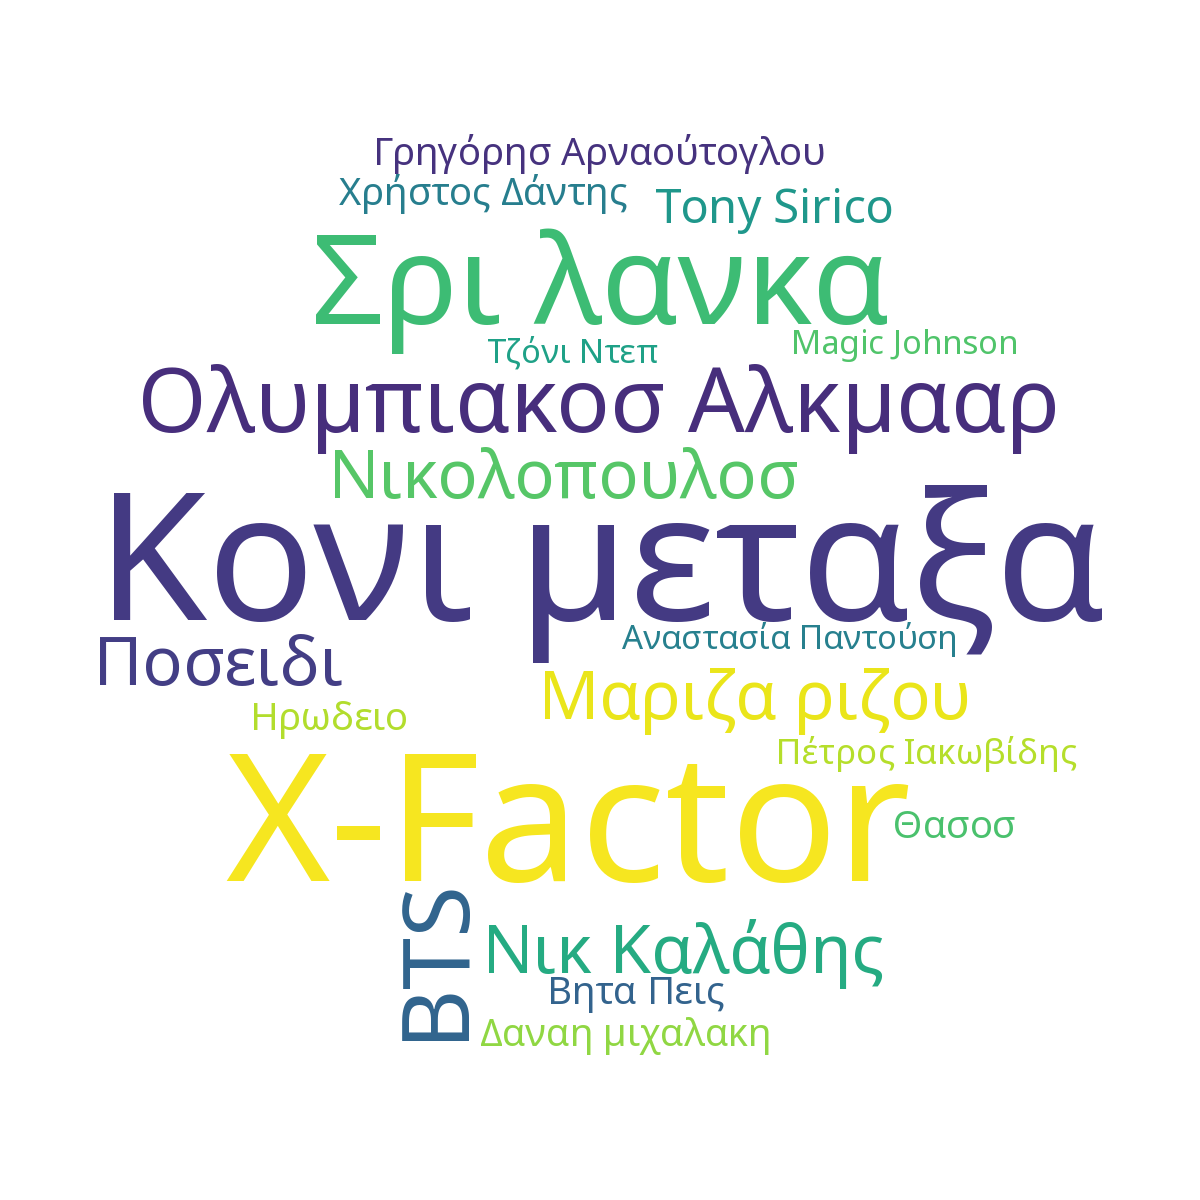 Γρηγόρησ Αρναούτογλου
Χρήστος Δάντης
Tony Sirico
Σρι λανκα
Τζόνι Ντεπ
Magic Johnson
Ολυμπιακοσ Αλκμααρ
Νικολοπουλοσ
Κονι μεταξα
Αναστασία Παντούση
Ποσειδι
Μαριζα ριζου
Ηρωδειο
Πέτρος Ιακωβίδης
X-Factor
Θασοσ
BTS
Νικ Καλάθης
Βητα Πεις
Δαναη μιχαλακη